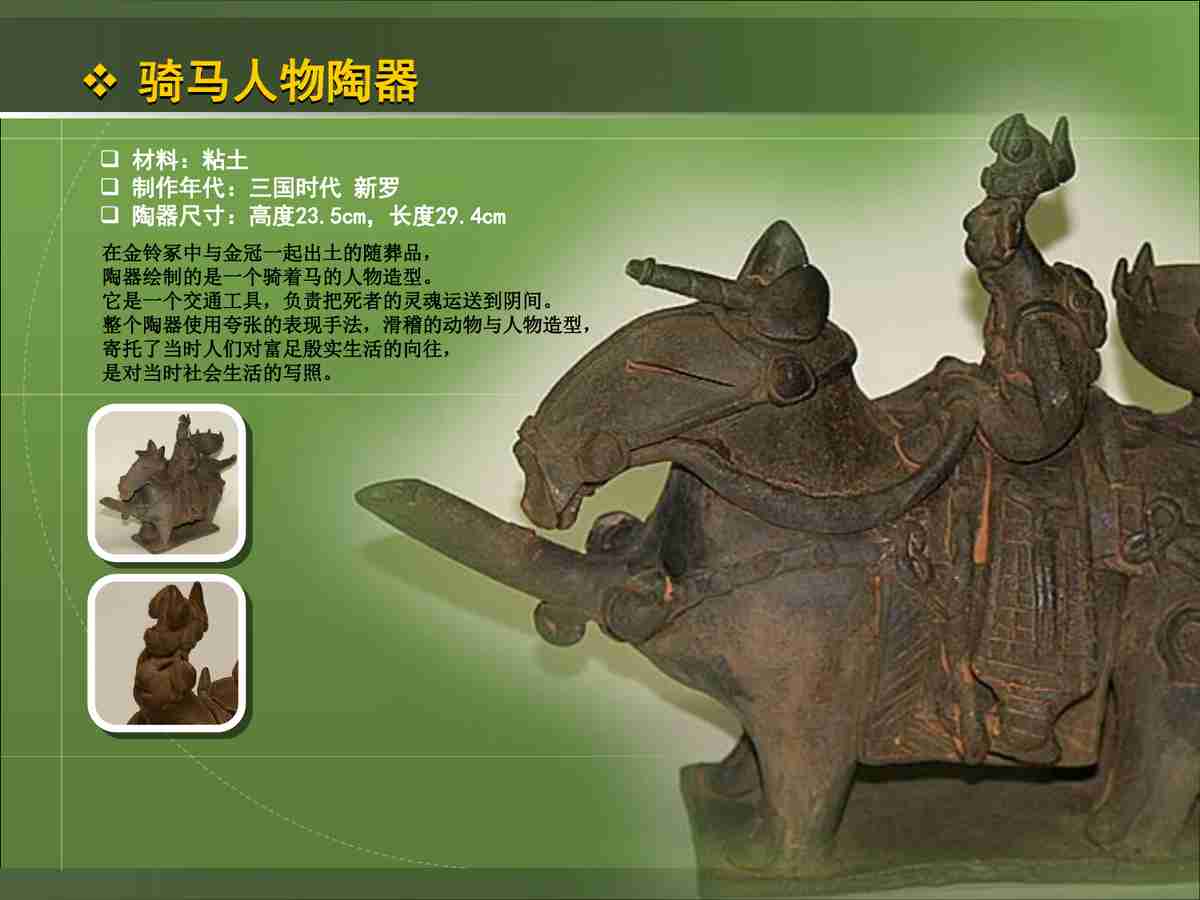 骑马人物陶器
材料：粘土
制作年代：三国时代 新罗
陶器尺寸：高度23.5cm，长度29.4cm
在金铃冢中与金冠一起出土的随葬品，
陶器绘制的是一个骑着马的人物造型。
它是一个交通工具，负责把死者的灵魂运送到阴间。
整个陶器使用夸张的表现手法，滑稽的动物与人物造型，
寄托了当时人们对富足殷实生活的向往，
是对当时社会生活的写照。